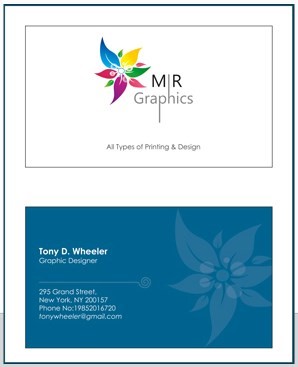 M R
Graphics
All Types of Printing & Design
Tony D. Wheeler
Graphic Designer
295 Grand Street,
New York, NY 200157
Phone No:19852016720
tonywheeler@gmail.com